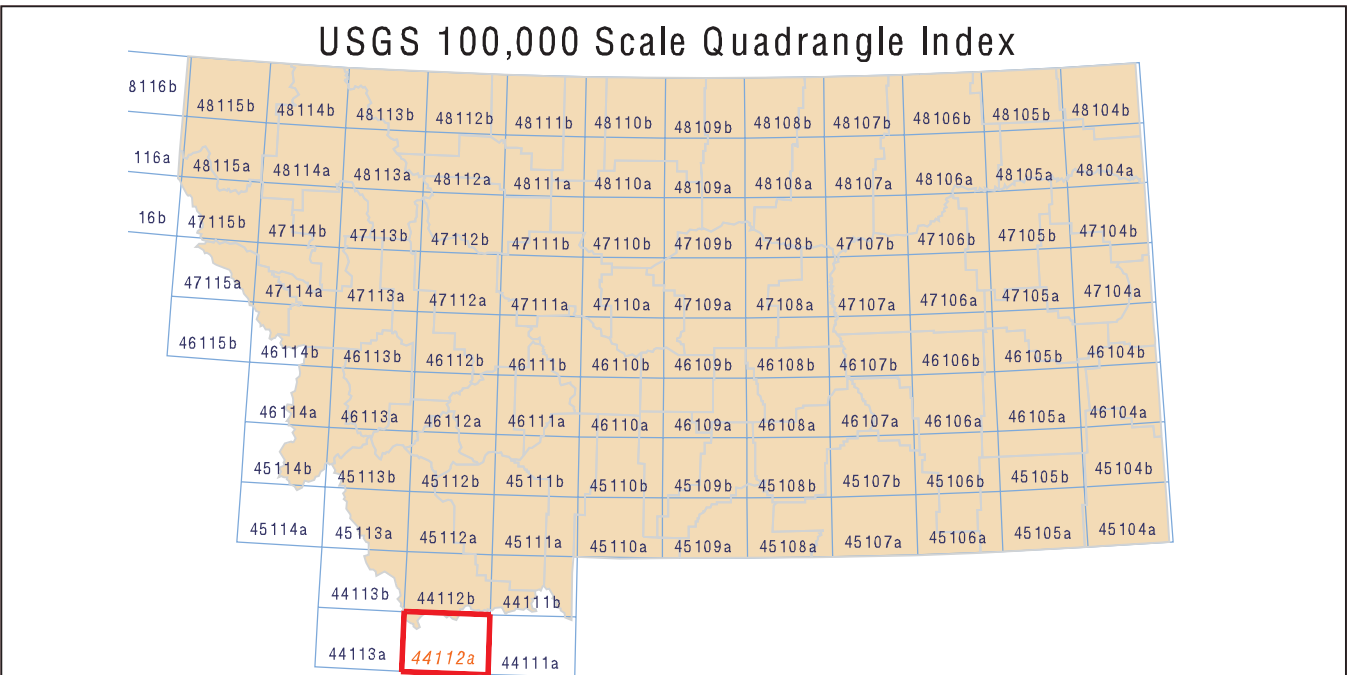 USGS 100,000 Scale Quadrangle Index
8116b 48115b 48114b 48113b 48112b 48111b 48110b 48109b 48108b 48107b 48106b 48105b 48104b
116a 48115a 48114a 48113a 48112a 48111a 48110a 48109a 48108a 48107a 48106a 48105a 48104a
16b 47115b 47114b 47113b 47112b 47111b 47110b 47109b 47108b 47107b 47106b 47105b 47104b
47115a 47114a 47113a 47112a 47111a 47110a 47109a 47108a 47107a 47106a 47105a 47104a
46115b 46114b 46113b 46112b 46111b 46110b 46109b 46108b 46107b 46106b 46105b 46104b
46114a 46113a 46112a 46111a 46110a 46109a 46108a 46107a 46106a 46105a 46104a
45114b 45113b 45112b 45111b 45110b 45109b 45108b 45107b 45106b 45105b 45104b
45114a 45113a 45112a 45111a 45110a 45109a 45108a 45107a 45106a 45105a 45104a
44113b 44112b 44111b
44113a 44112a 44111a